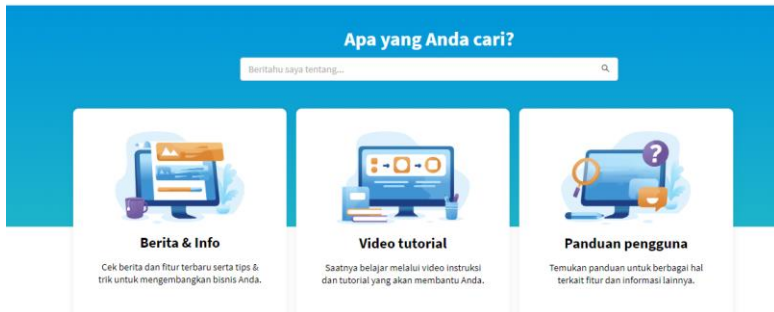 Apa yang Anda cari?
Beritahu saya tentang...
Berita & Info
Cek berita dan fitur terbaru serta tips &
trik untuk mengembangkan bisnis Anda.
Video tutorial
Saatnya belajar melalui video instruksi
dan tutorial yang akan membantu Anda.
Panduan pengguna
Temukan panduan untuk berbagai hal
terkait fitur dan informasi lainnya.